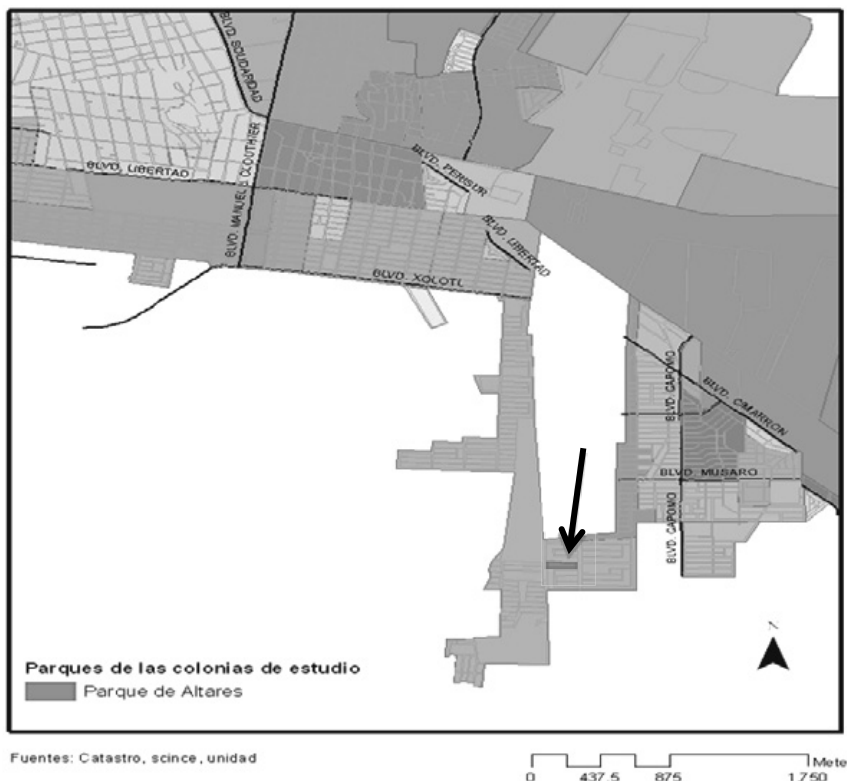 BLVD. SOLIDARIDAD
BLVD. MANUEL J. CLOUTHIER
BLVD. LIBERTAD
BLVD. PERISUR
BLVD. LIBERTAD
BLVD. XOLOTL
BLVD. CAPOMO
BLVD. CIMARRON
BLVD. MUSARO
BLVD. CAPOMO
N
Parques de las colonias de estudio
Parque de Altares
Fuentes: Catastro, scince, unidad
Mete
0 437.5 875 1.750